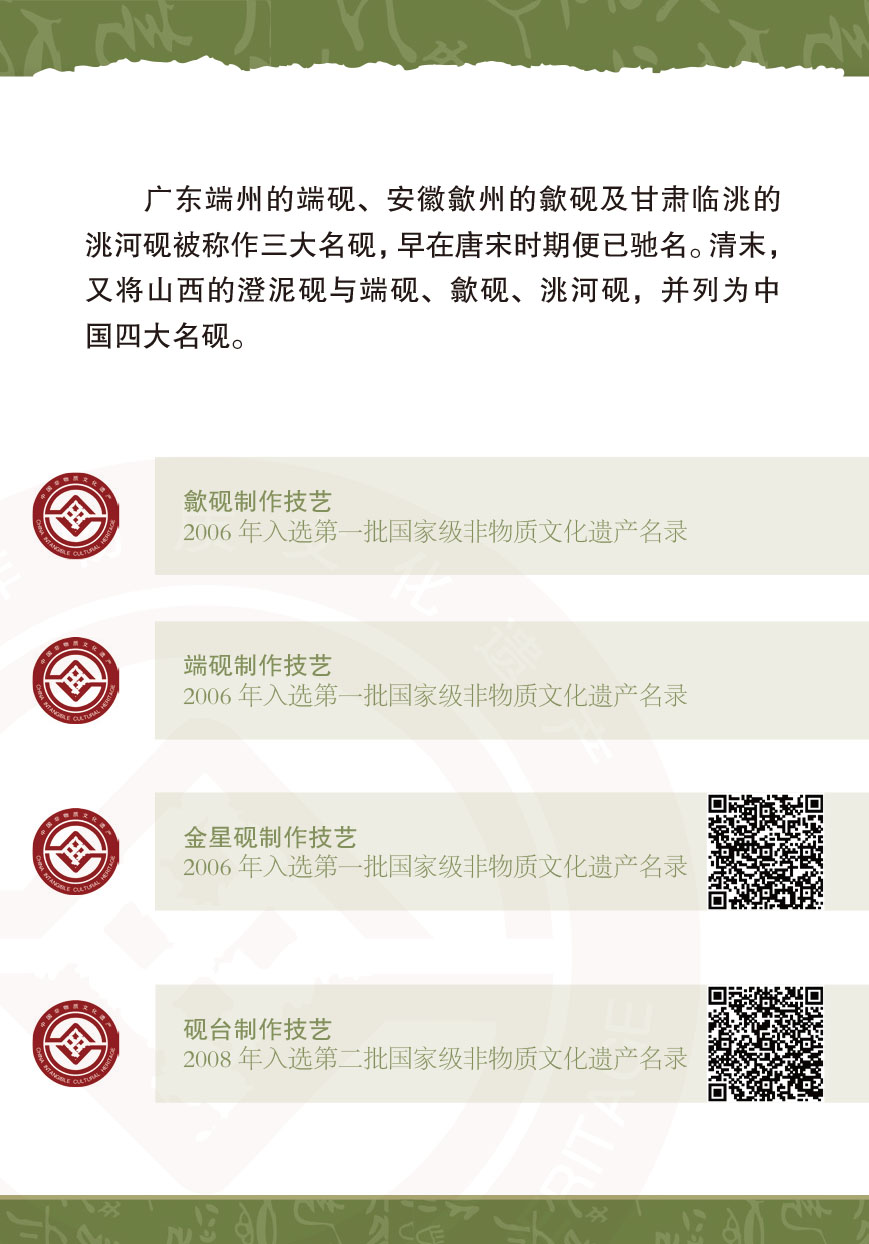 广东端州的端砚、安徽歙州的歙砚及甘肃临洮的
洮河砚被称作三大名砚，早在唐宋时期便已驰名。清末，
又将山西的澄泥砚与端砚、歙砚、洮河砚，并列为中
国四大名砚。
中国非物质文化遗产
CHINA INTANGIBLE CULTURAL HERITAGE
歙砚制作技艺
2006 年入选第一批国家级非物质文化遗产名录
中国非物质文化遗产
CHINA INTANGIBLE CULTURAL HERITAGE
端砚制作技艺
2006 年入选第一批国家级非物质文化遗产名录
中国非物质文化遗产
CHINA INTANGIBLE CULTURAL HERITAGE
金星砚制作技艺
2006 年入选第一批国家级非物质文化遗产名录
中国非物质文化遗产
CHINA INTANGIBLE CULTURAL HERITAGE
砚台制作技艺
2008 年入选第二批国家级非物质文化遗产名录